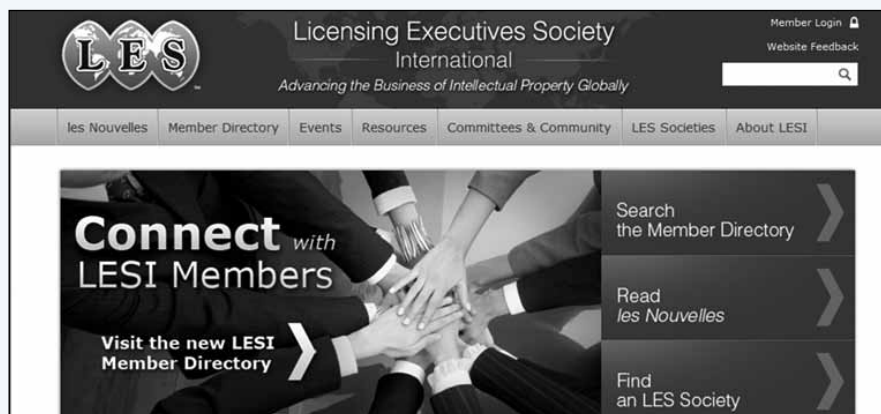 LES™
Licensing Executives Society
International
Advancing the Business of Intellectual Property Globally
Member Login
Website Feedback
les Nouvelles Member Directory Events Resources Committees & Community LES Societies About LESI
Connect with
LESI Members
Visit the new LESI
Member Directory
Search
the Member Directory
Read
les Nouvelles
Find
an LES Society